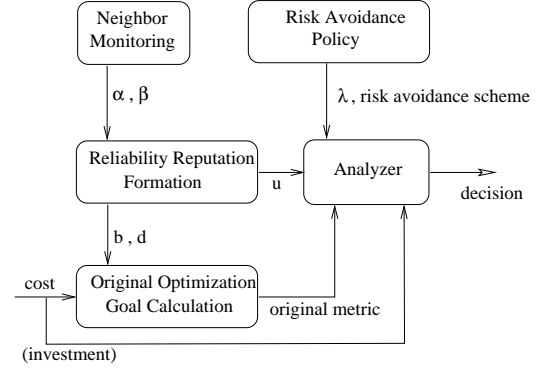 Neighbor
Monitoring
Risk Avoidance
Policy
α , β
λ, risk avoidance scheme
Reliability Reputation
Formation
u
Analyzer
decision
b , d
cost
Original Optimization
Goal Calculation
original metric
(investment)